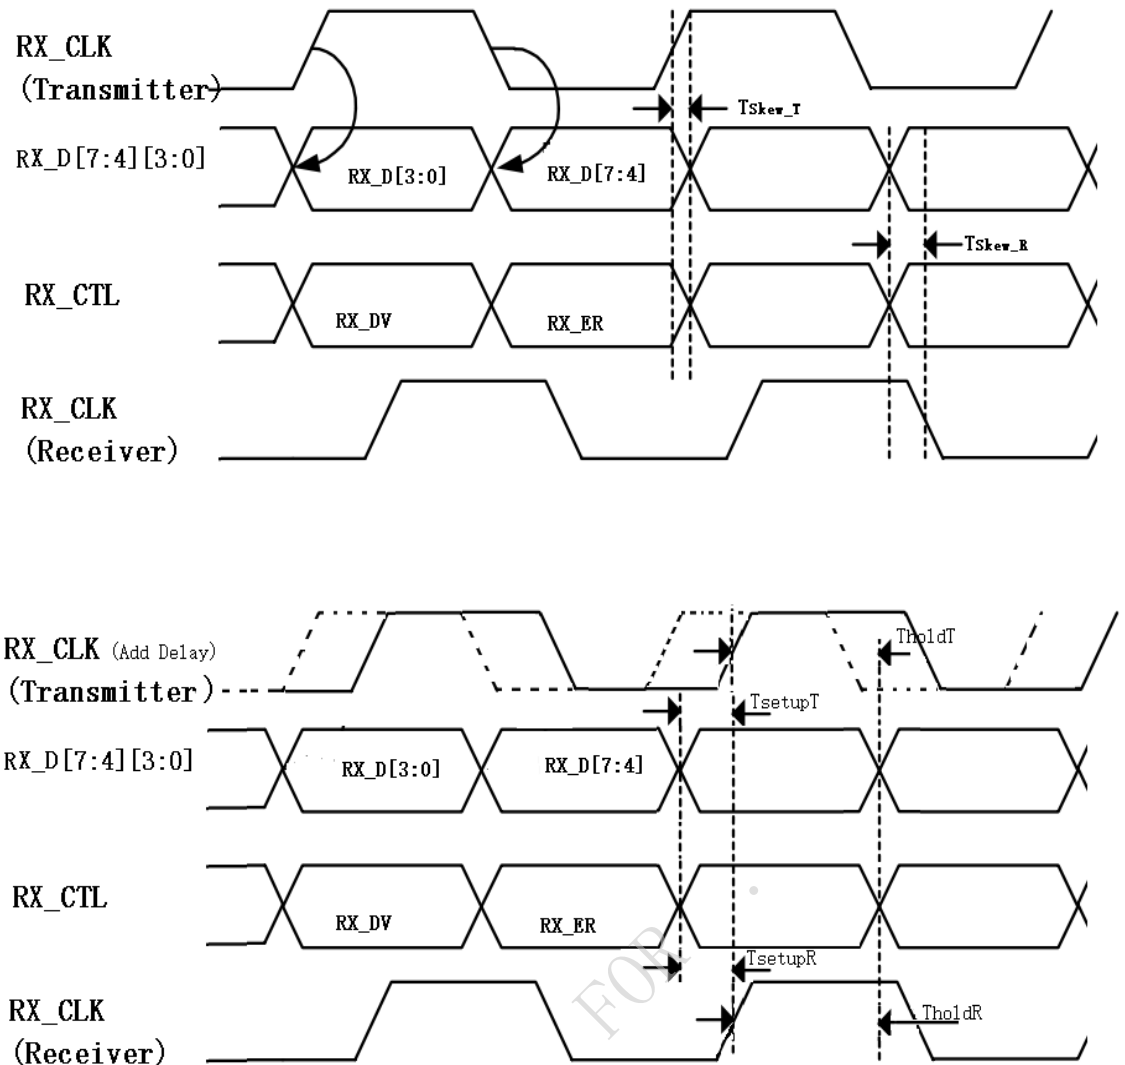 RX_CLK
(Transmitter)
TSkew_T
RX_D[7:4][3:0]
RX_D[3:0]
RX_D[7:4]
TSkew_R
RX_CTL
RX_DV
RX_ER
RX_CLK
(Receiver)
RX_CLK (Add Delay)
(Transmitter)
TholdT
TsetupT
RX_D[7:4][3:0]
RX_D[3:0]
RX_D[7:4]
RX_CTL
RX_DV
RX_ER
FOR
TsetupR
RX_CLK
(Receiver)
TholdR